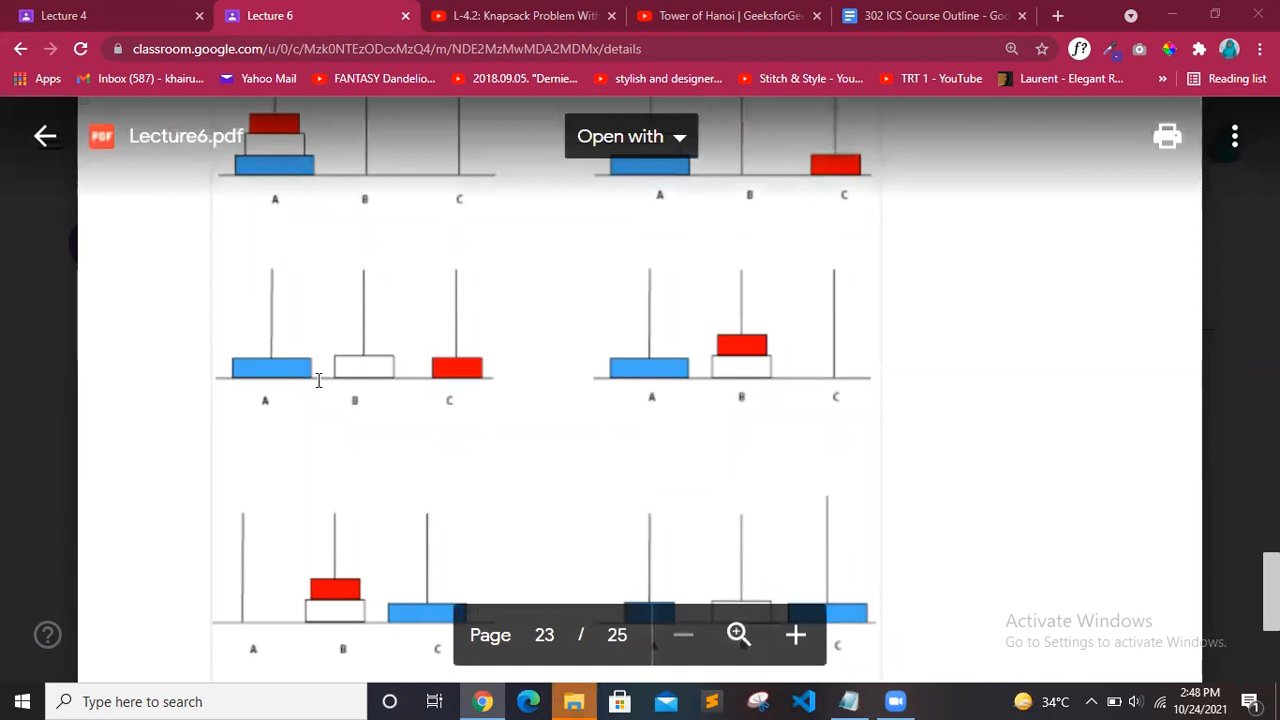 Lecture 4
Lecture 6
L-4.2: Knapsack Problem With
Tower of Hanoi | GeeksforGe
302 ICS Course Outline - Goo
classroom.google.com/u/0/c/Mzk0NTEzODcxMzQ4/m/NDE2MzMwMDA2MDMx/details
Apps
Inbox (587) - khairu...
Yahoo Mail
FANTASY Dandelio...
2018.09.05. "Dernie...
stylish and designer...
Stitch & Style - You...
TRT 1 - YouTube
Laurent - Elegant R...
»
Reading list
PDF
Lecture6.pdf
Open with
A B C
A B C
A B C
A B C
A B C
A C
Page 23 / 25
Activate Windows
Go to Settings to activate Windows.
Type here to search
34°C
2:48 PM
10/24/2021